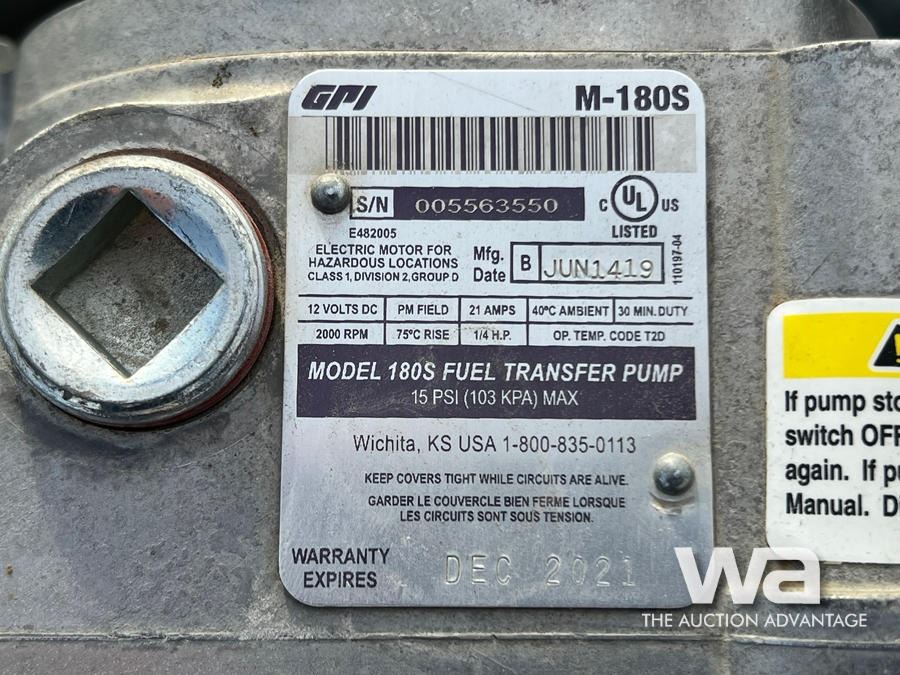 GPI M-180S
S/N 005563550
C UL US
LISTED
E482005
ELECTRIC MOTOR FOR
HAZARDOUS LOCATIONS
CLASS 1, DIVISION 2, GROUP D
Mfg.
Date
B JUN1419
110197-04
12 VOLTS DC PM FIELD 21 AMPS 40ºC AMBIENT 30 MIN. DUTY
2000 RPM 75ºC RISE 1/4 H.P. OP. TEMP. CODE T2D
MODEL 180S FUEL TRANSFER PUMP
15 PSI (103 KPA) MAX
Wichita, KS USA 1-800-835-0113
KEEP COVERS TIGHT WHILE CIRCUITS ARE ALIVE.
GARDER LE COUVERCLE BIEN FERME LORSQUE
LES CIRCUITS SONT SOUS TENSION.
WARRANTY
EXPIRES
DEC 2021
If pump
switch OFF
again. If
Manual.
wa
THE AUCTION ADVANTAGE